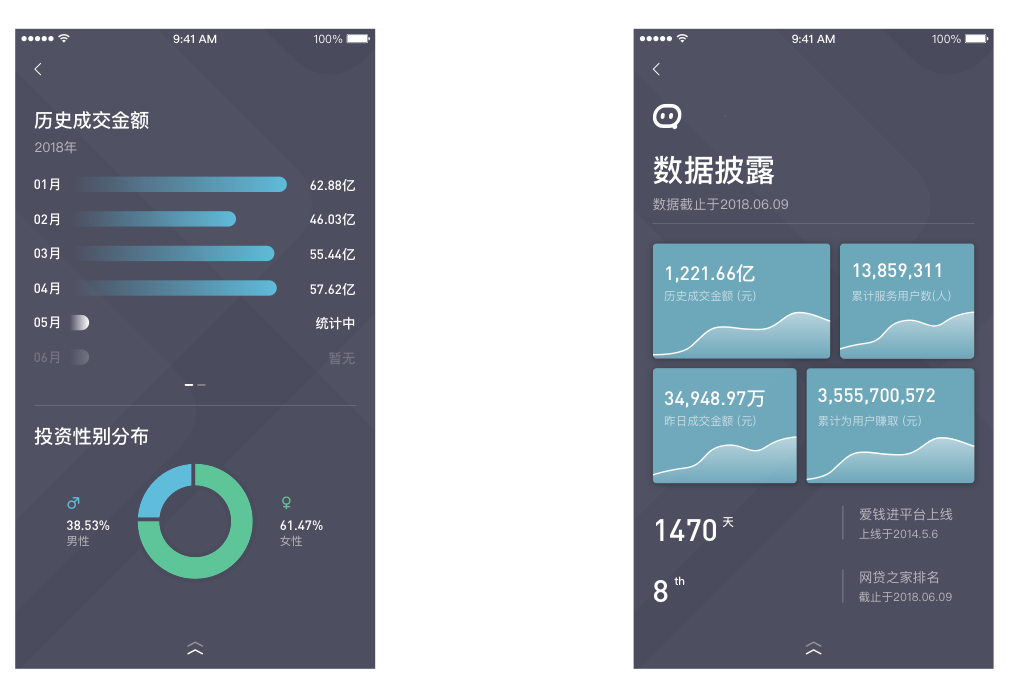 9:41 AM 100%
历史成交金额
2018年
01月 62.88亿
02月 46.03亿
03月 55.44亿
04月 57.62亿
05月 统计中
06月 暂无
投资性别分布
38.53%
男性
61.47%
女性
9:41 AM 100%
数据披露
数据截止于2018.06.09
1,221.66亿
历史成交金额 (元)
13,859,311
累计服务用户数(人)
34,948.97万
昨日成交金额 (元)
3,555,700,572
累计为用户赚取 (元)
1470 天
爱钱进平台上线
上线于2014.5.6
8 th
网贷之家排名
截止于2018.06.09